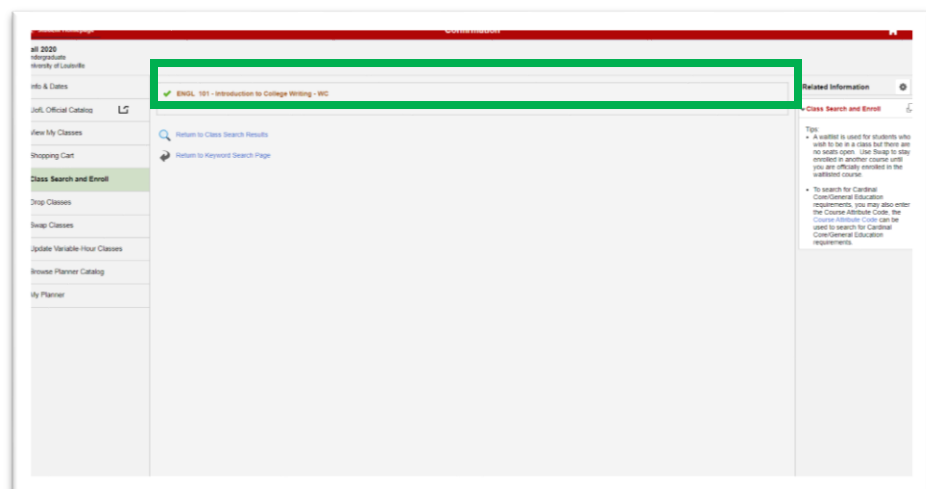 Confirmation
all 2020
ndergraduate
niversity of Louisville
nfo & Dates
UofL Official Catalog
View My Classes
Shopping Cart
Class Search and Enroll
Drop Classes
Swap Classes
Update Variable Hour Classes
Browse Planner Catalog
My Planner
ENGL 101 - Introduction to College Writing - WC
Return to Class Search Results
Return to Keyword Search Page
Related Information
Class Search and Enroll
Tips:
• A waitlist is used for students who
wish to be in a class but there are
no seats open. Use Swap to stay
enrolled in another course until
you are officially enrolled in the
waitlisted course.
• To search for Cardinal
Core/General Education
requirements, you may also enter
the Course Attribute Code, the
Course Attribute Code can be
used to search for Cardinal
Core/General Education
requirements.